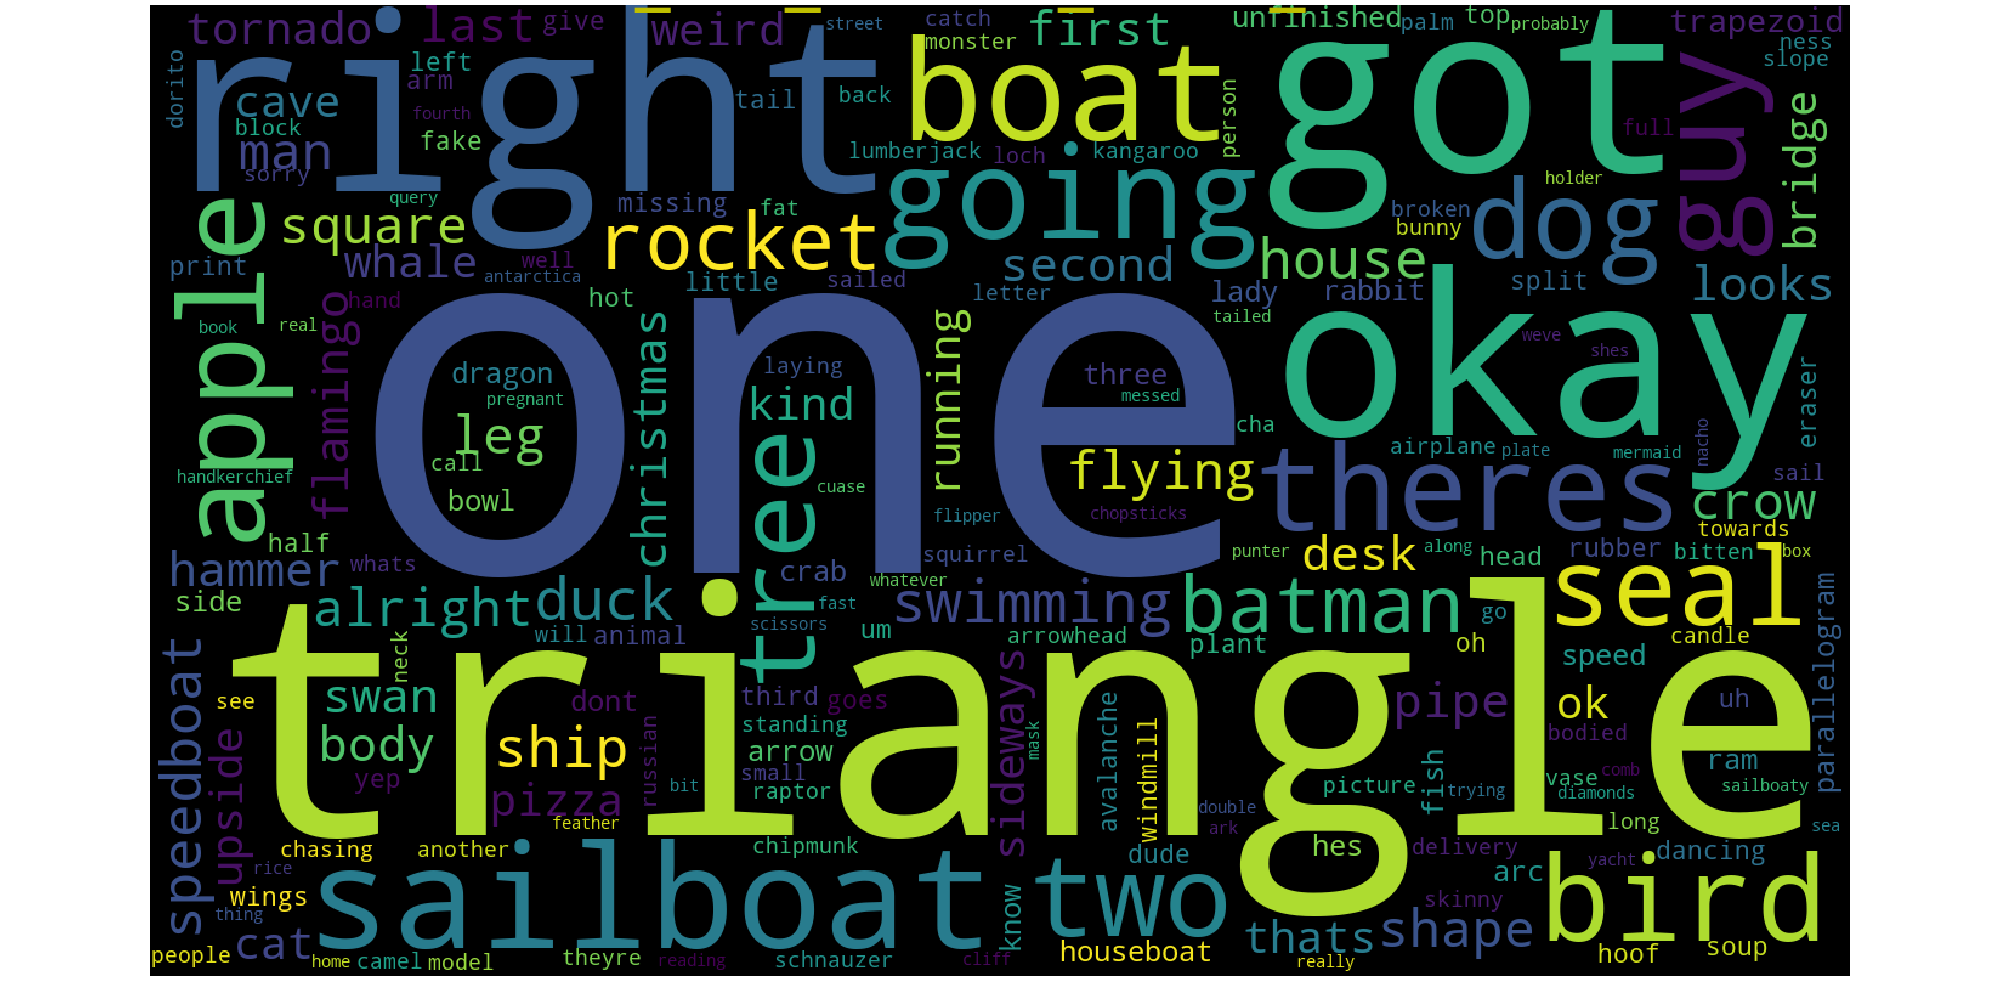 tornado last give weird street catch first unfinished palm top probably trapezoid
dorito left arm right monster boat got guy ness slope
cave block fourth tail back person full bridge
man fake lumberjack loch kangaroo
sorry query missing fat going broken holder dog
apple square rocket bunny
print whale well antarctica little sailed second house split looks
flamingo hand hot letter lady rabbit tailed
book real christmas one running okay weve shes
dragon laying three
pregnant kind messed eraser
leg tree cha airplane plate mermaid nacho
handkerchief call cuase flying theres sail
bowl flipper chopsticks crow
half towards
hammer whats crab squirrel punter desk along head rubber bitten box
side alright duck whatever swimming batman seal parallelogram
fast scissors go
neck will animal um arrowhead plant oh candle
speedboat triangle speed
see swan dont third goes sideways pipe ok uh
upside body ship russian standing mask avalanche windmill bodied
arrow fish ram
yep bit small picture trying vase comb
pizza raptor double diamonds sailboaty
feather ark long sea
chasing another chipmunk dude hes delivery yacht dancing
rice sailboat two arc bird
wings know skinny
thing thats shape
cat houseboat hoof soup
people home camel model theyre reading schnauzer cliff really